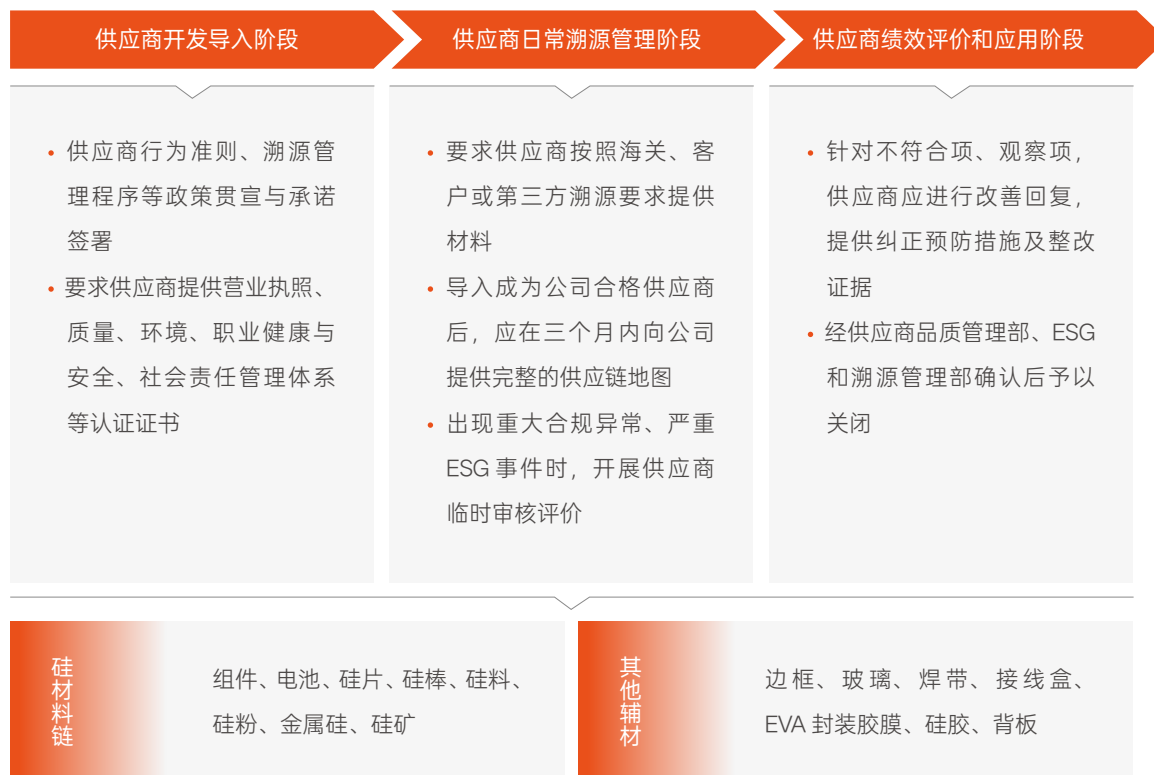 供应商开发导入阶段
供应商日常溯源管理阶段
供应商绩效评价和应用阶段
• 供应商行为准则、溯源管
理程序等政策贯宣与承诺
签署
• 要求供应商提供营业执照、
质量、环境、职业健康与
安全、社会责任管理体系
等认证证书
• 要求供应商按照海关、客
户或第三方溯源要求提供
材料
• 导入成为公司合格供应商
后，应在三个月内向公司
提供完整的供应链地图
• 出现重大合规异常、严重
ESG 事件时，开展供应商
临时审核评价
• 针对不符合项、观察项，
供应商应进行改善回复，
提供纠正预防措施及整改
证据
• 经供应商品质管理部、ESG
和溯源管理部确认后予以
关闭
硅材料链
组件、电池、硅片、硅棒、硅料、
硅粉、金属硅、硅矿
其他辅材
边框、玻璃、焊带、接线盒、
EVA 封装胶膜、硅胶、背板